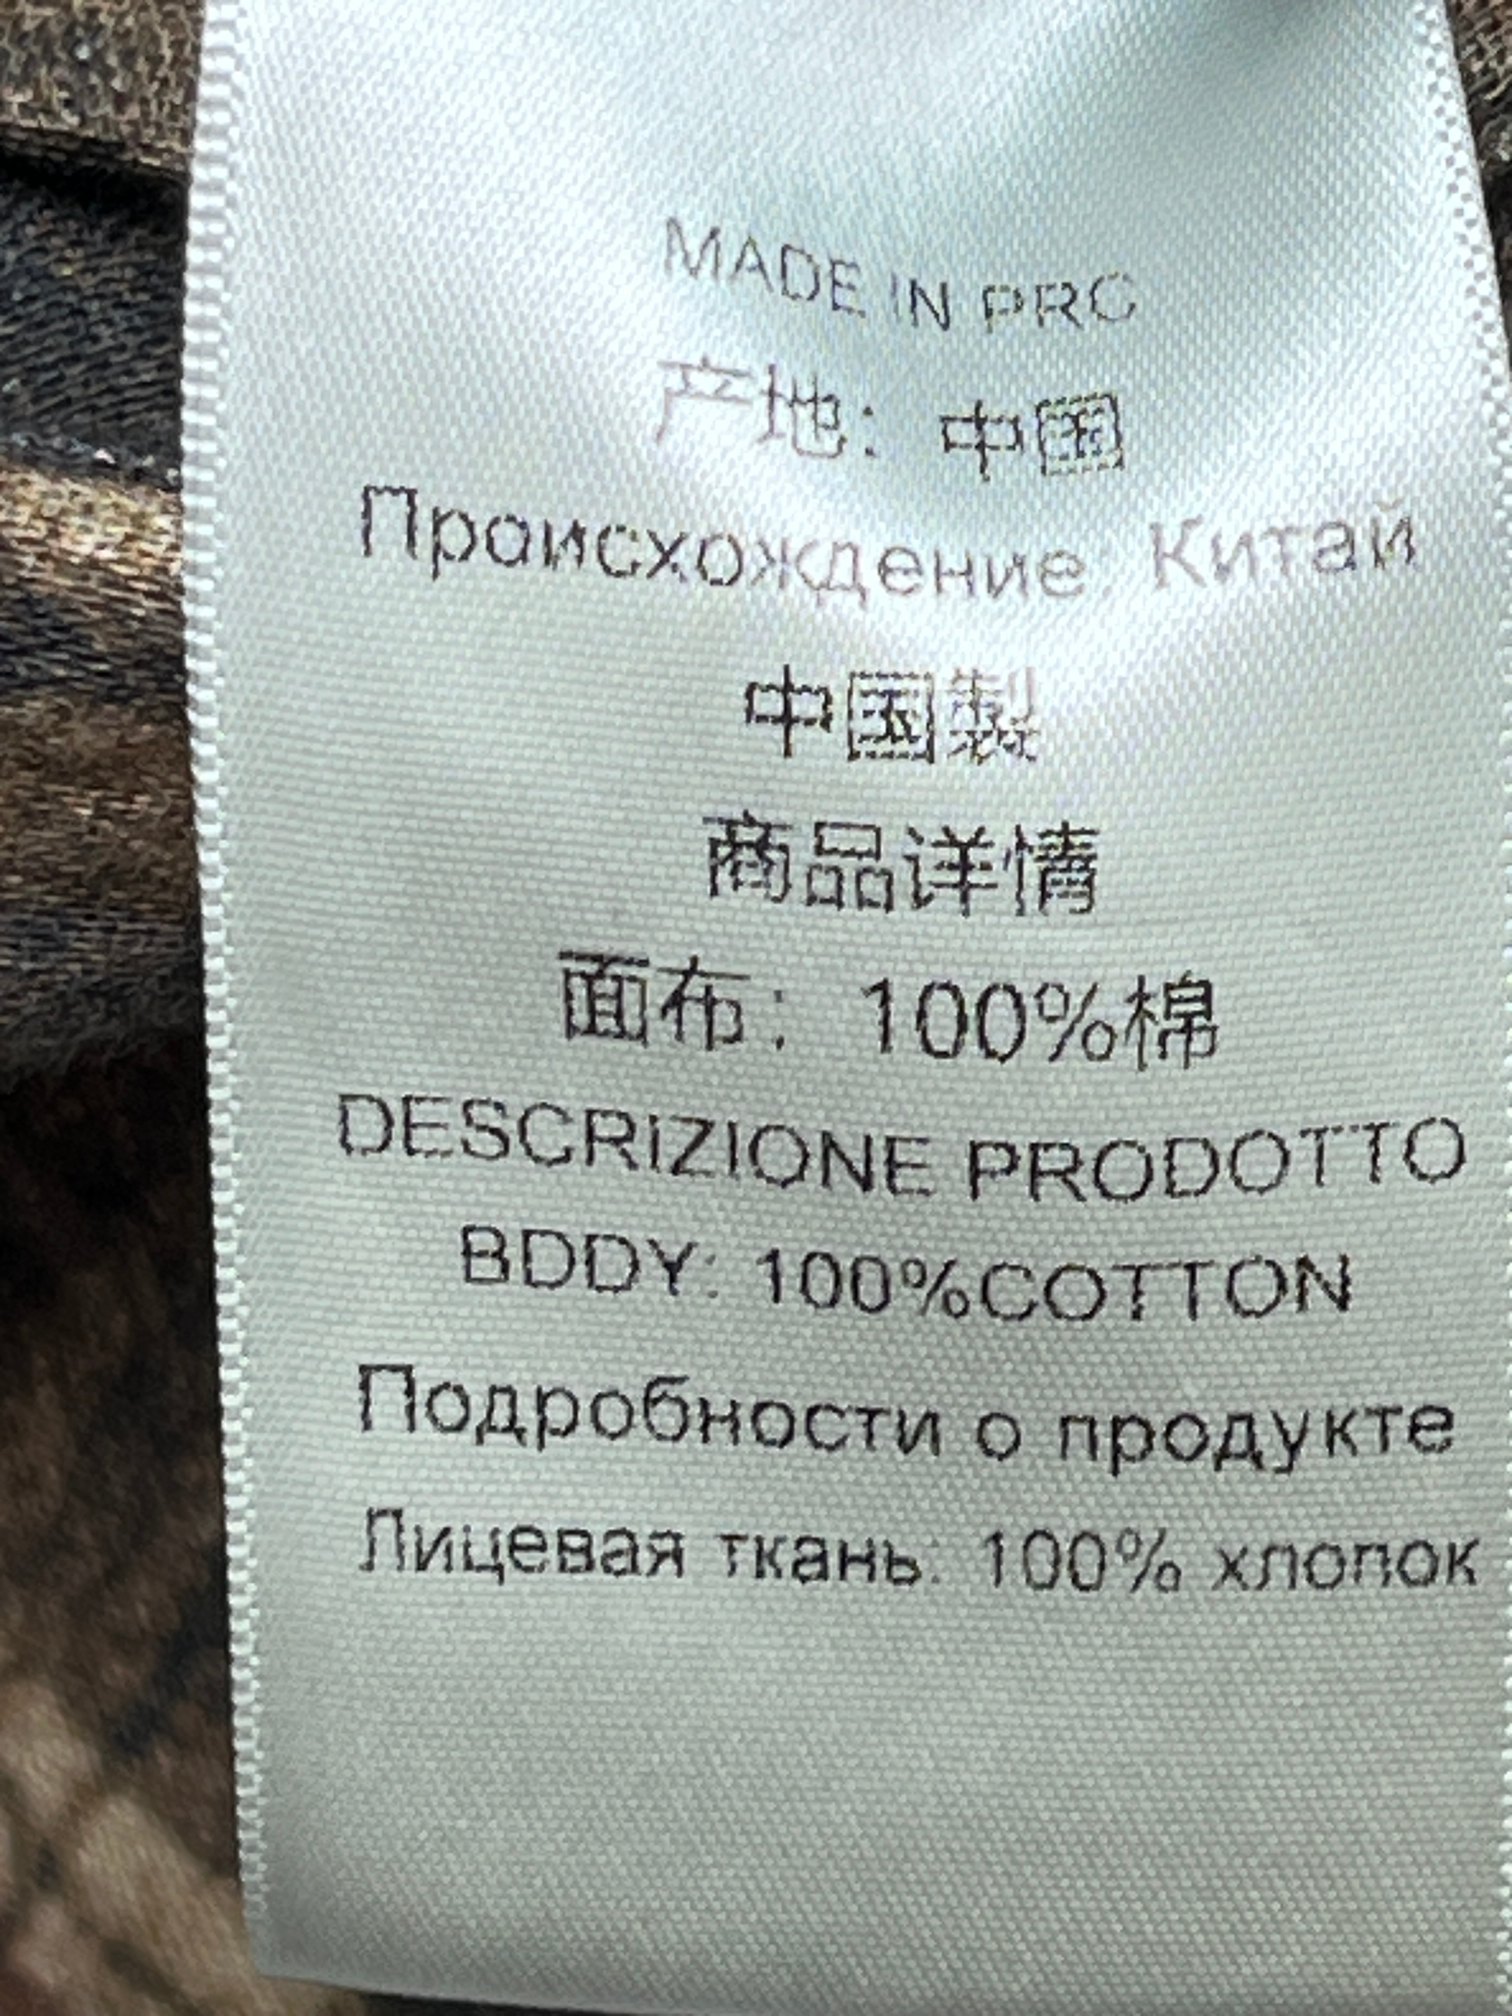 MADE IN PRC
产地：中国
Происхождение: Китай
中国製
商品详情
面布：100%棉
DESCRIZIONE PRODOTTO
BDDY: 100%COTTON
Подробности о продукте
Лицевая ткань: 100% хлопок